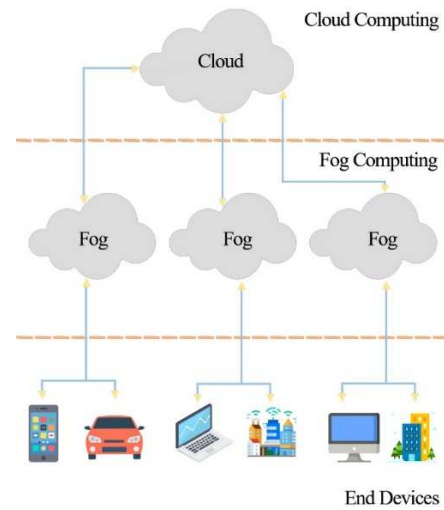 Cloud Computing
Cloud
Fog Computing
Fog
Fog
Fog
End Devices